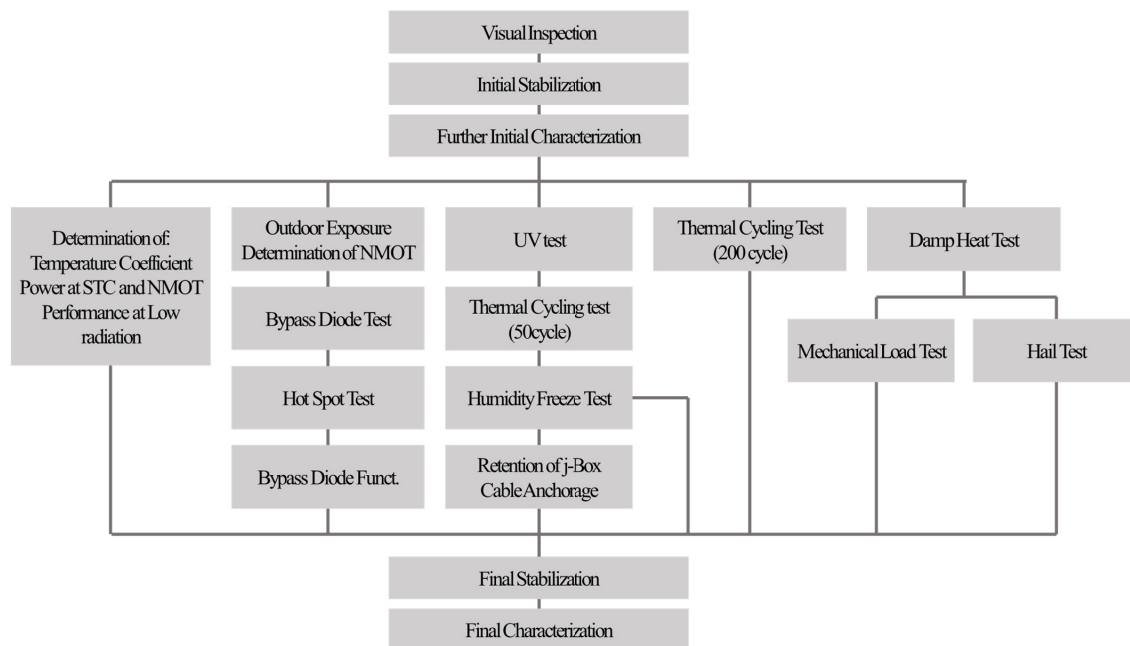 Visual Inspection
Initial Stabilization
Further Initial Characterization
Determination of:
Temperature Coefficient
Power at STC and NMOT
Performance at Low
radiation
Outdoor Exposure
Determination of NMOT
Bypass Diode Test
Hot Spot Test
Bypass Diode Funct.
UV test
Thermal Cycling test
(50cycle)
Humidity Freeze Test
Retention of j-Box
Cable Anchorage
Thermal Cycling Test
(200 cycle)
Damp Heat Test
Mechanical Load Test
Hail Test
Final Stabilization
Final Characterization